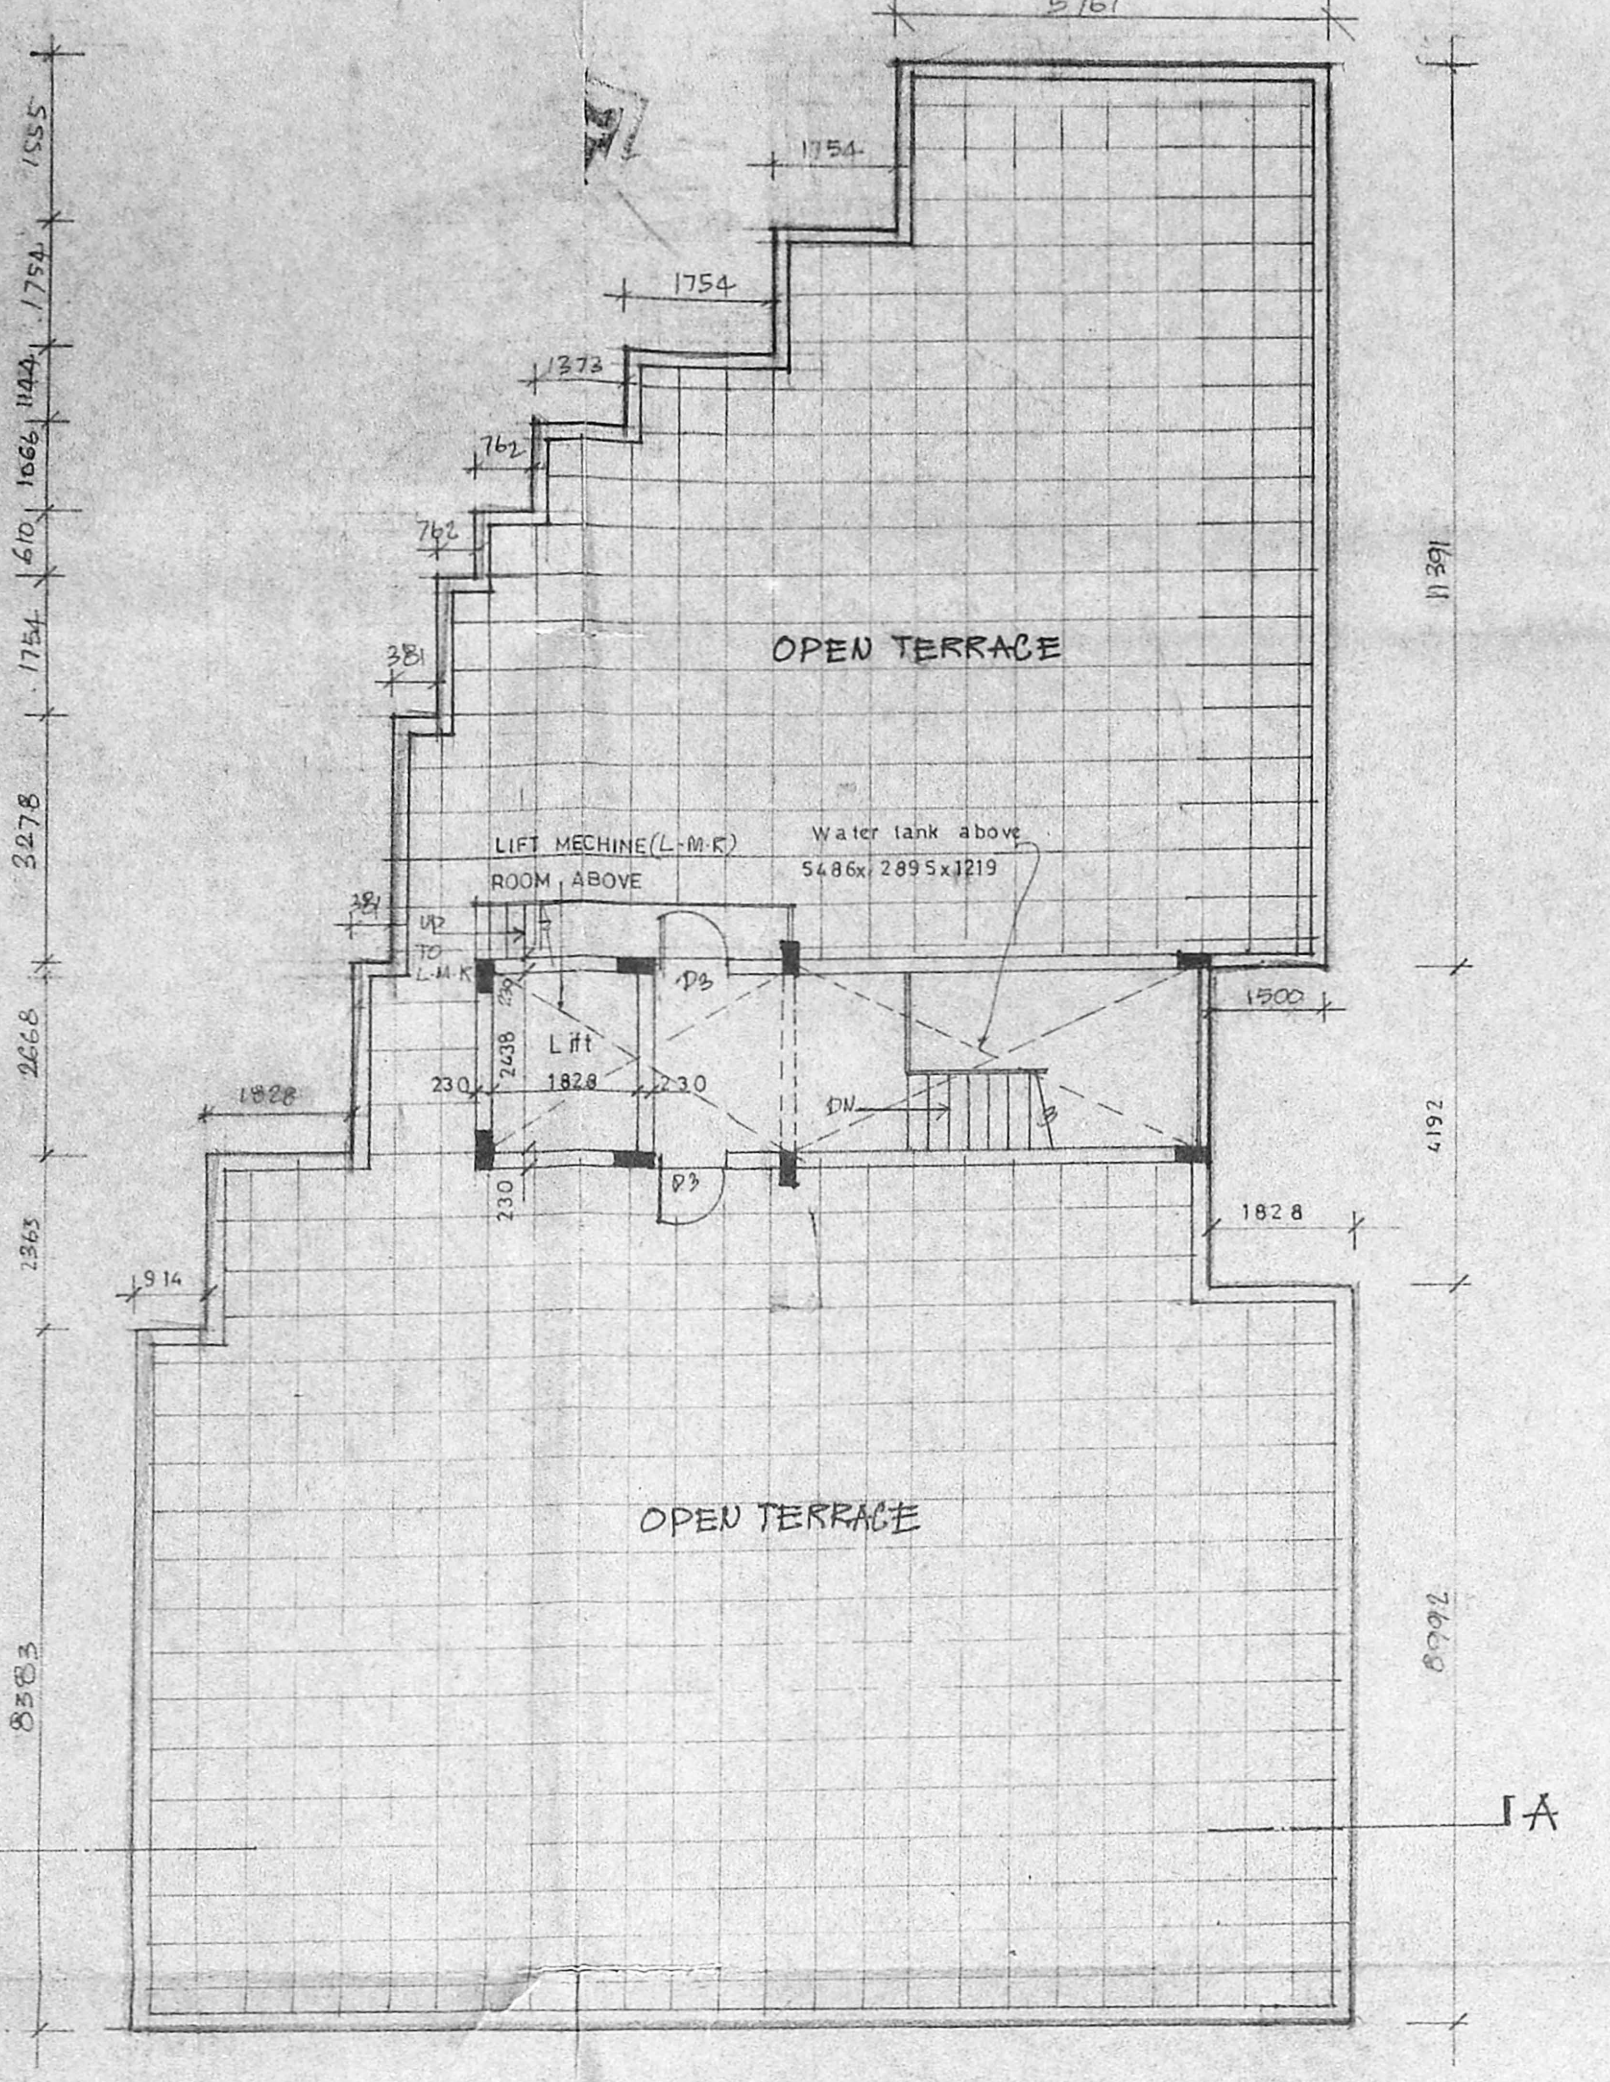 1754
1555
1754
1754
1144
1373
762
1066
762
610
11391
OPEN TERRACE
1754
381
3278
LIFT MECHINE(L-M-R)
ROOM ABOVE
Water tank above
5486x 2895x1219
381
UP
TO
L-M-R
D3
230
1500
2668
2438
Lift
230
1828
230
1828
DN
4192
230
D3
1828
2363
914
OPEN TERRACE
8992
8383
A